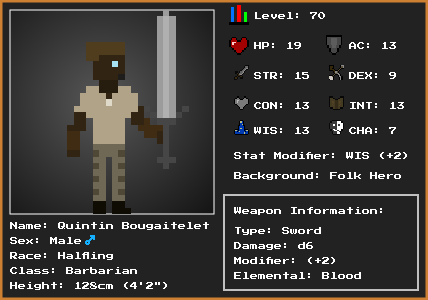 Level: 70
HP: 19 AC: 13
STR: 15 DEX: 9
CON: 13 INT: 13
WIS: 13 CHA: 7
Stat Modifier: WIS (+2)
Background: Folk Hero
Name: Quintin Bougaitelet
Sex: Male♂
Race: Halfling
Class: Barbarian
Height: 128cm (4'2")
Weapon Information:
Type: Sword
Damage: d6
Modifier: (+2)
Elemental: Blood